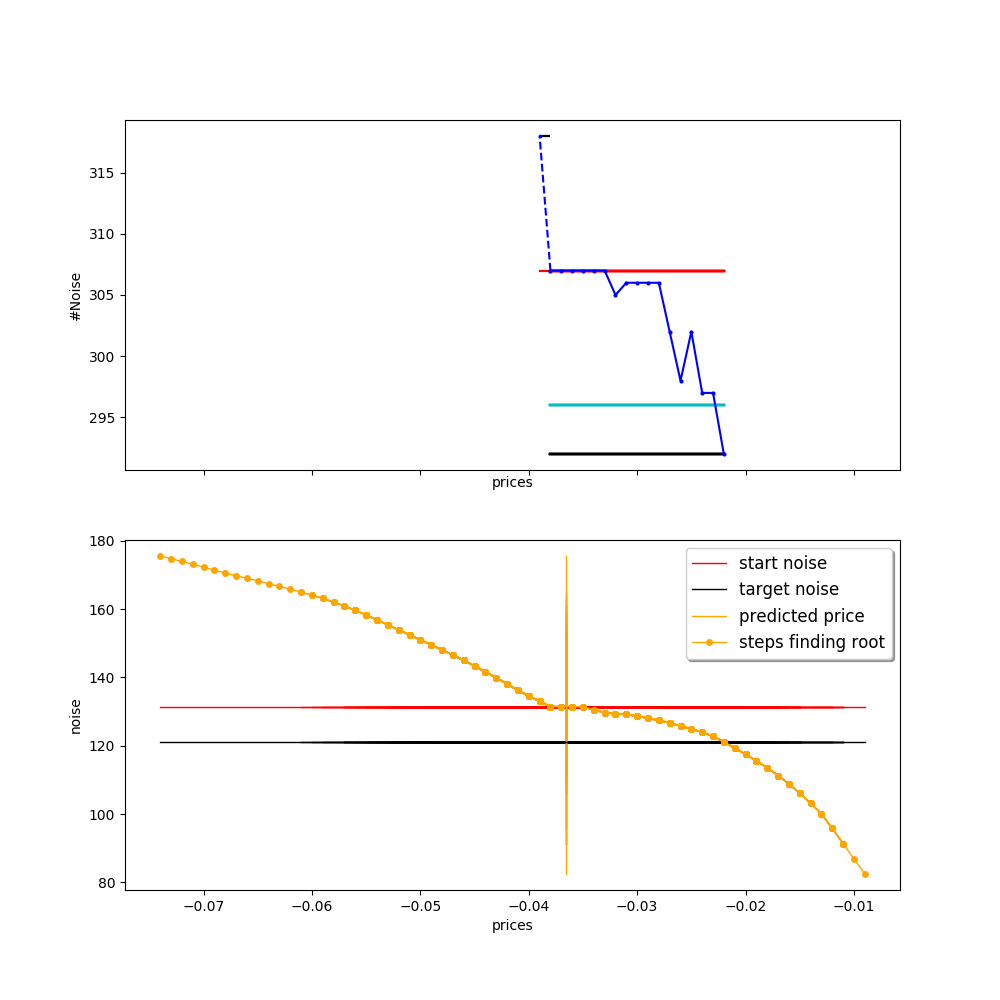 315
310
305
300
295
#Noise
prices
180
160
140
120
100
80
noise
start noise
target noise
predicted price
steps finding root
−0.07 −0.06 −0.05 −0.04 −0.03 −0.02 −0.01
prices